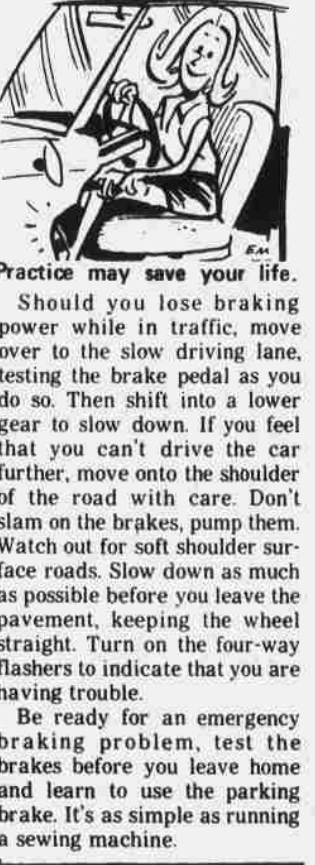 EM
Practice may save your life.
Should you lose braking
power while in traffic, move
over to the slow driving lane,
testing the brake pedal as you
do so. Then shift into a lower
gear to slow down. If you feel
that you can't drive the car
further, move onto the shoulder
of the road with care. Don't
slam on the brakes, pump them.
Watch out for soft shoulder sur-
face roads. Slow down as much
as possible before you leave the
pavement, keeping the wheel
straight. Turn on the four-way
flashers to indicate that you are
having trouble.
Be ready for an emergency
braking problem, test the
brakes before you leave home
and learn to use the parking
brake. It's as simple as running
a sewing machine.